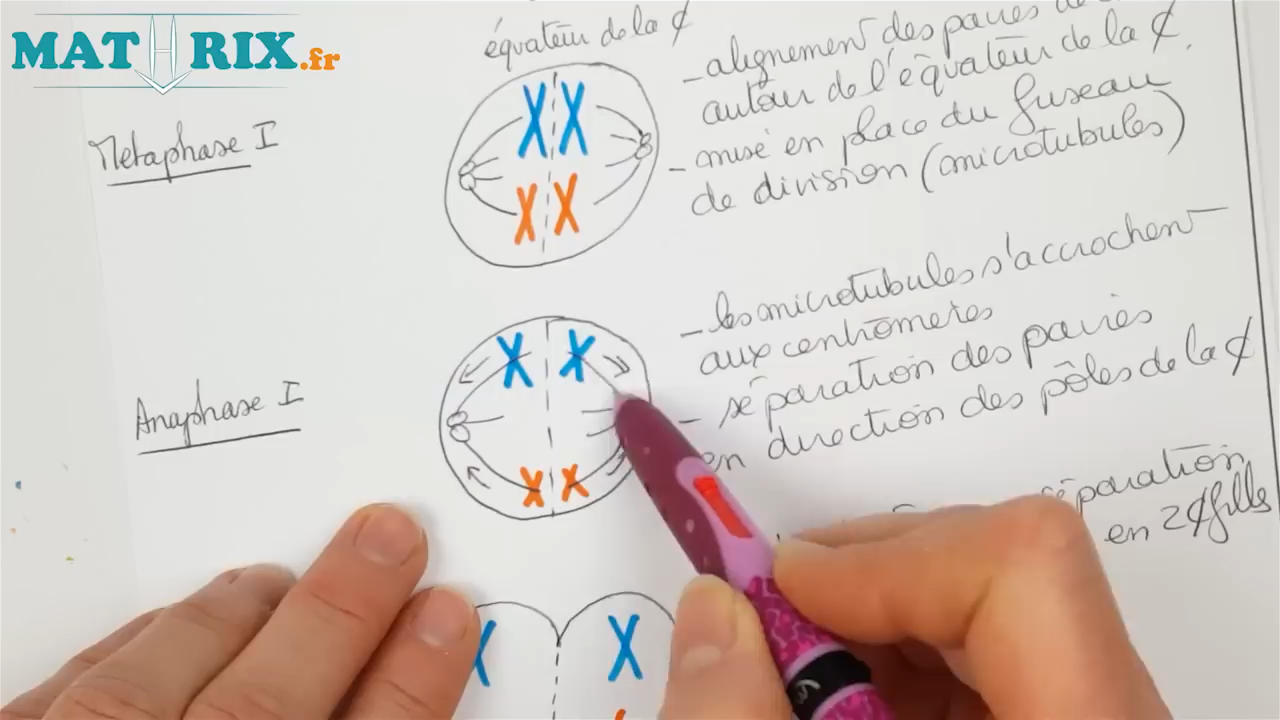 MATHRIX.fr
équateur de la ₵
- alignement des paires de
autour de l'équateur de la ₵.
- mise en place du fuseau
de division (microtubules)
Métaphase I
- les microtubules s'accrochent
aux centromères
- séparation des paires
en direction des pôles de la ₵
Anaphase I
séparation
en 2 ₵ filles